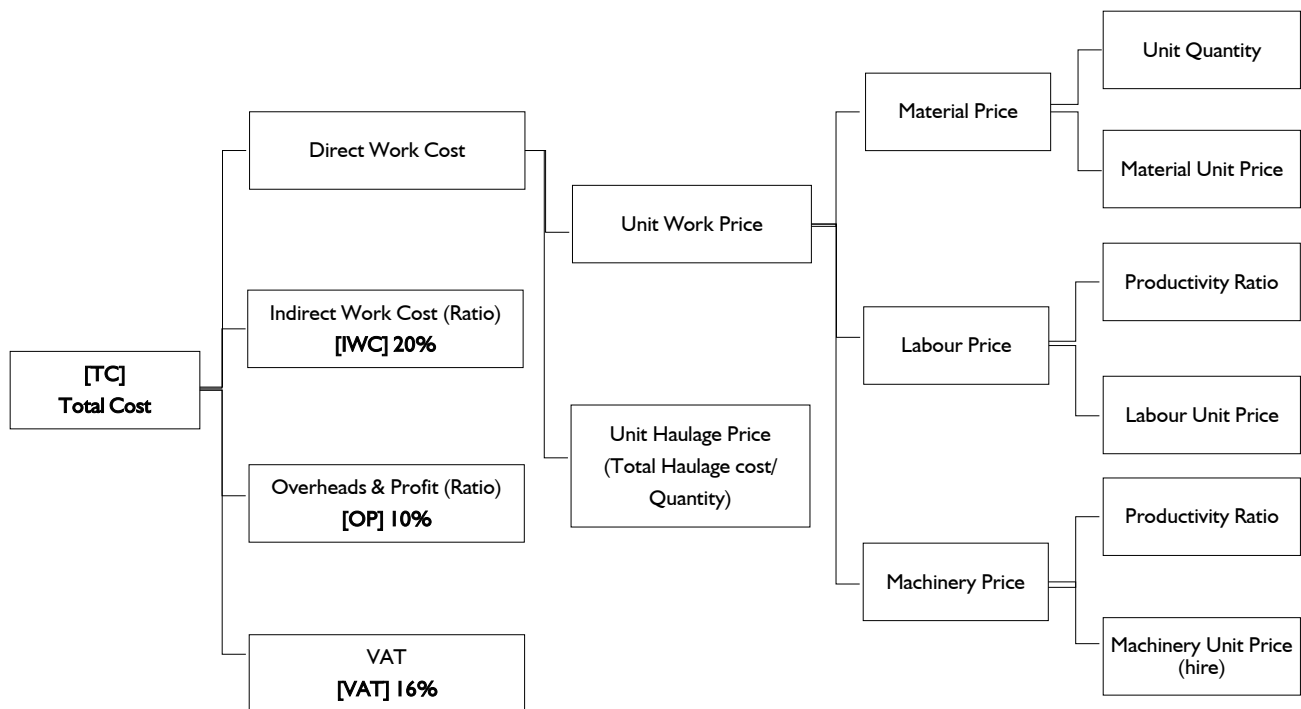 [TC]
Total Cost
Direct Work Cost
Indirect Work Cost (Ratio)
[IWC] 20%
Overheads & Profit (Ratio)
[OP] 10%
VAT
[VAT] 16%
Unit Work Price
Unit Haulage Price
(Total Haulage cost/
Quantity)
Material Price
Labour Price
Machinery Price
Unit Quantity
Material Unit Price
Productivity Ratio
Labour Unit Price
Productivity Ratio
Machinery Unit Price
(hire)